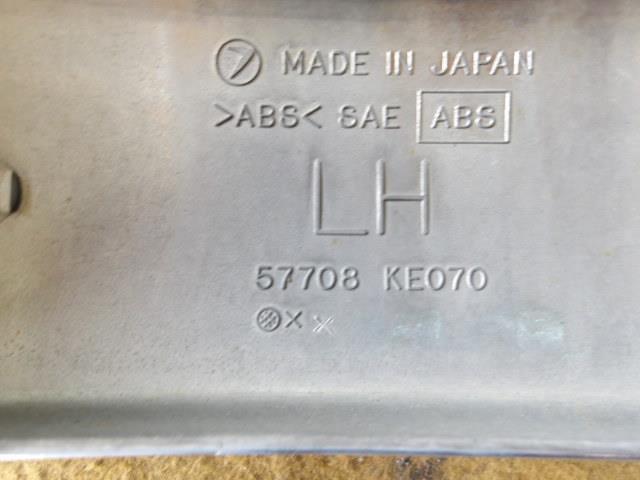 MADE IN JAPAN
>ABS< SAE ABS
LH
57708 KE070